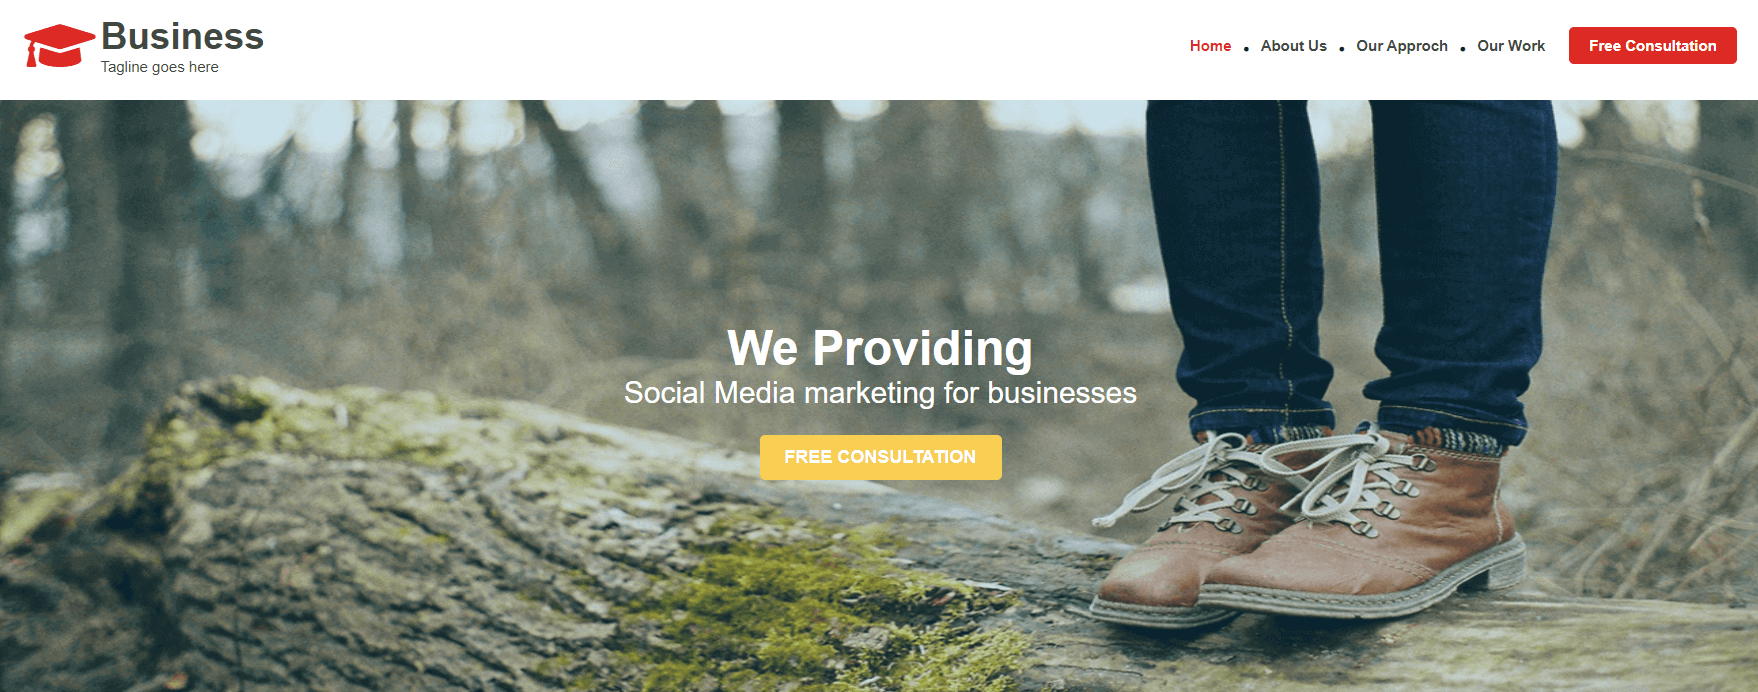 Business
Tagline goes here
Home • About Us • Our Approch • Our Work
Free Consultation
We Providing
Social Media marketing for businesses
FREE CONSULTATION